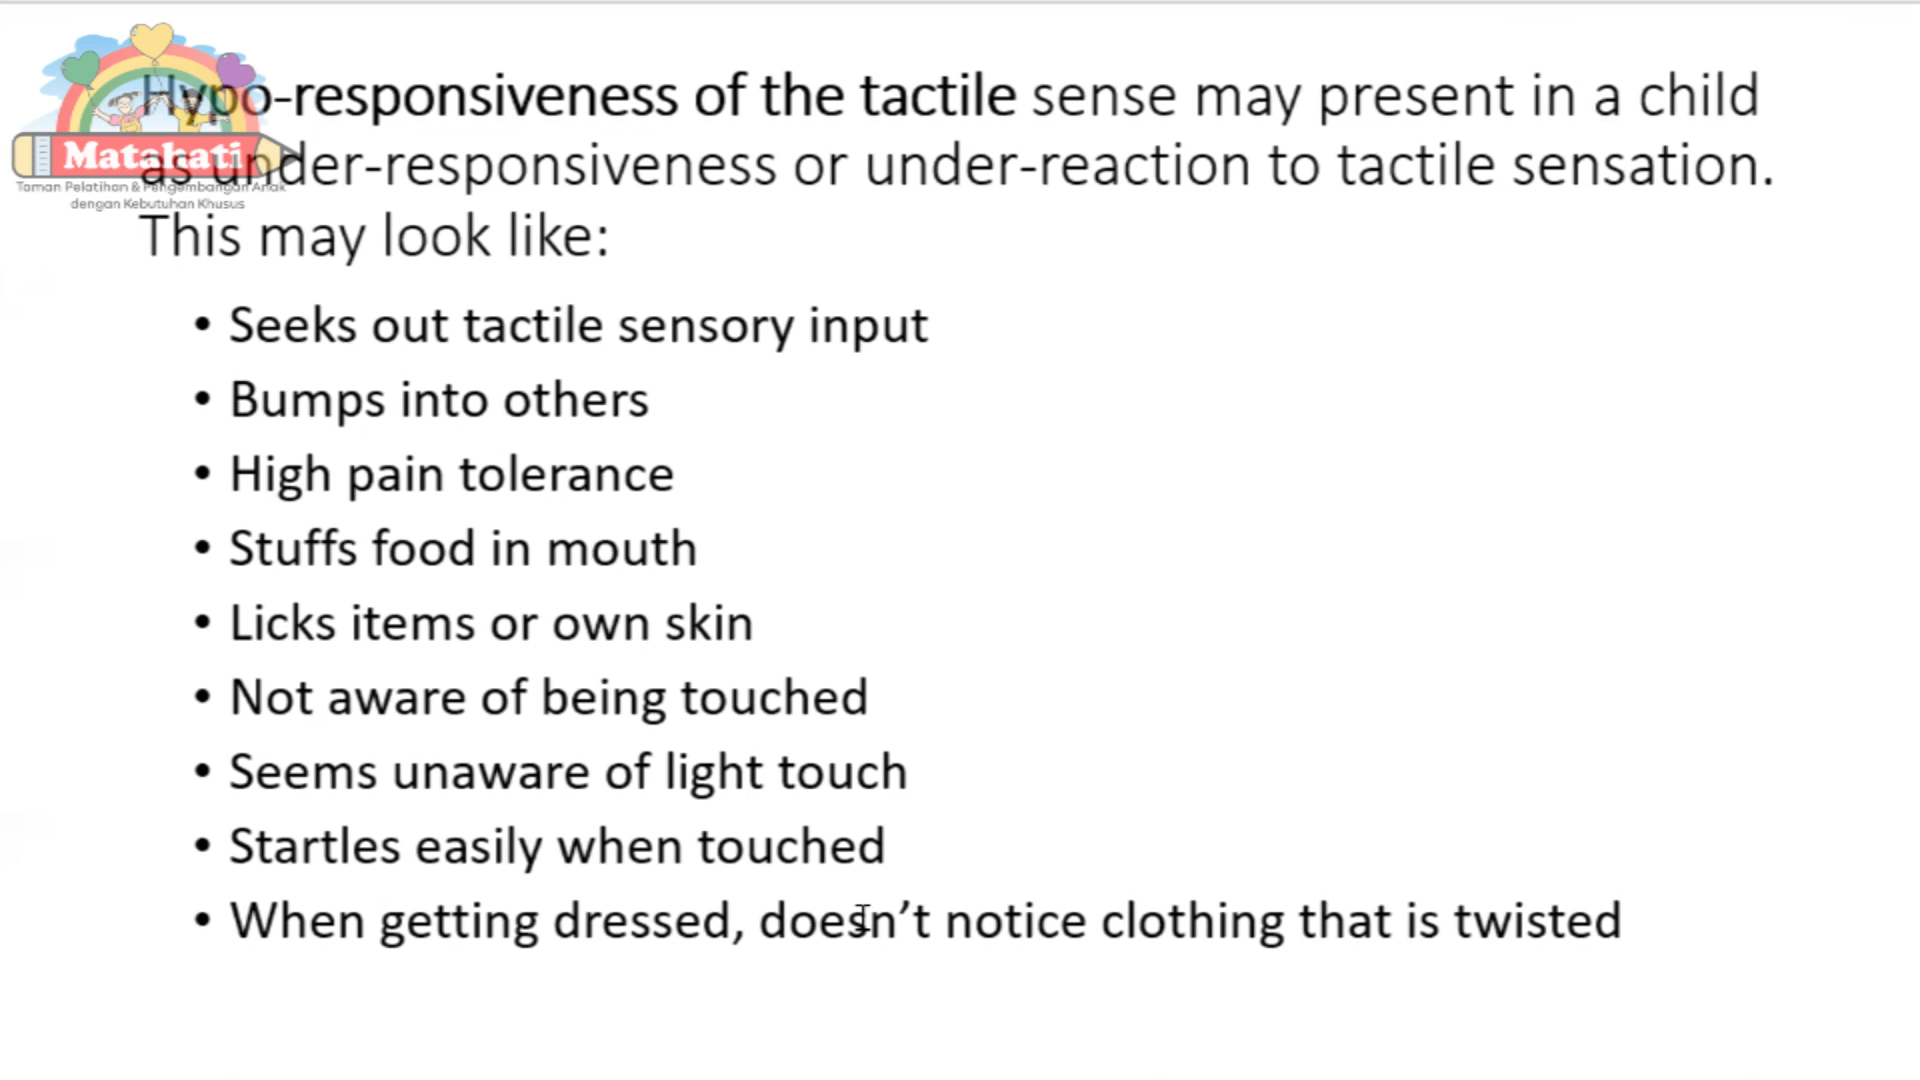 Matahati
Taman Pelatihan & Pengembangan Anak
dengan Kebutuhan Khusus
Hypo-responsiveness of the tactile sense may present in a child
as under-responsiveness or under-reaction to tactile sensation.
This may look like:
• Seeks out tactile sensory input
• Bumps into others
• High pain tolerance
• Stuffs food in mouth
• Licks items or own skin
• Not aware of being touched
• Seems unaware of light touch
• Startles easily when touched
• When getting dressed, doesn’t notice clothing that is twisted